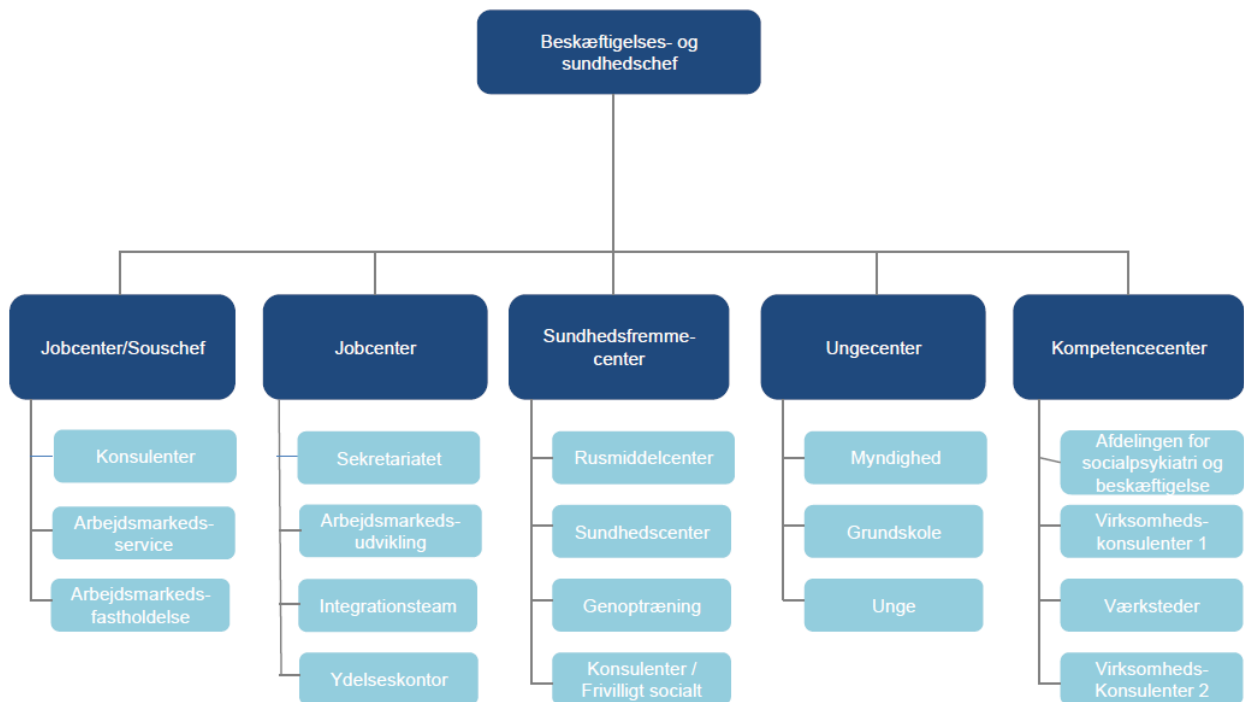 Beskæftigelses- og
sundhedschef
Jobcenter/Souschef
Jobcenter
Sundhedsfremme-
center
Ungecenter
Kompetencecenter
Konsulenter
Arbejdsmarkeds-
service
Arbejdsmarkeds-
fastholdelse
Sekretariatet
Arbejdsmarkeds-
udvikling
Integrationsteam
Ydelseskontor
Rusmiddelcenter
Sundhedscenter
Genoptræning
Konsulenter /
Frivilligt socialt
Myndighed
Grundskole
Unge
Afdelingen for
socialpsykiatri og
beskæftigelse
Virksomheds-
konsulenter 1
Værksteder
Virksomheds-
Konsulenter 2